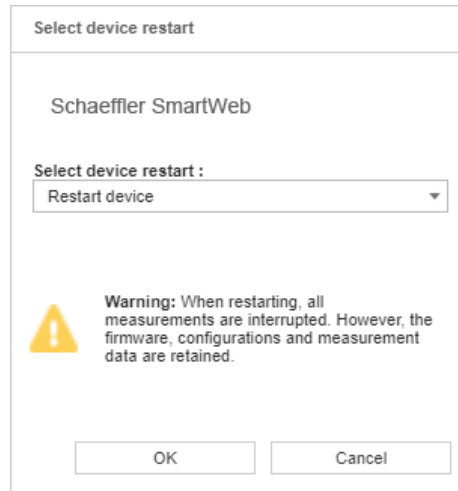 Select device restart
Schaeffler SmartWeb
Select device restart :
Restart device
Warning: When restarting, all
measurements are interrupted. However, the
firmware, configurations and measurement
data are retained.
OK
Cancel